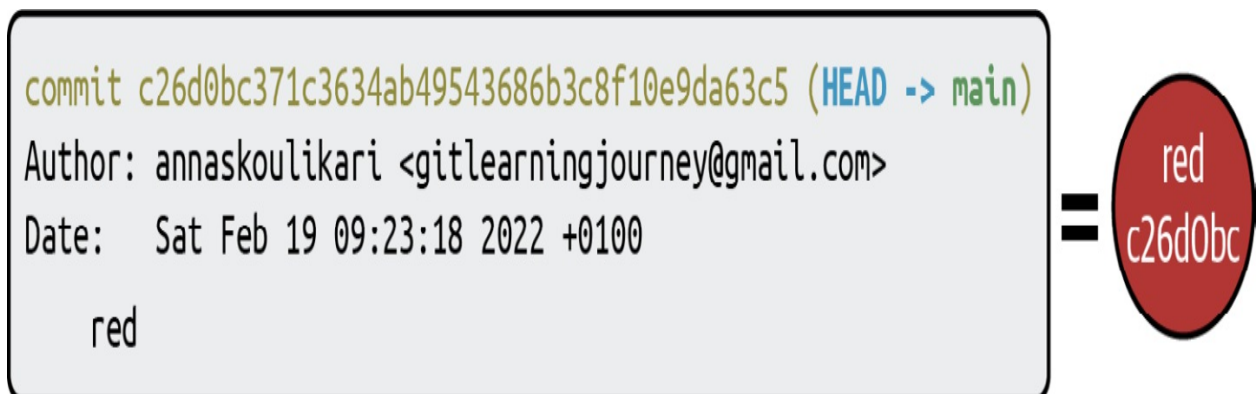 commit c26d0bc371c3634ab49543686b3c8f10e9da63c5 (HEAD -> main)
Author: annaskoulikari <gitlearningjourney@gmail.com>
Date:   Sat Feb 19 09:23:18 2022 +0100
red
=
red
c26d0bc